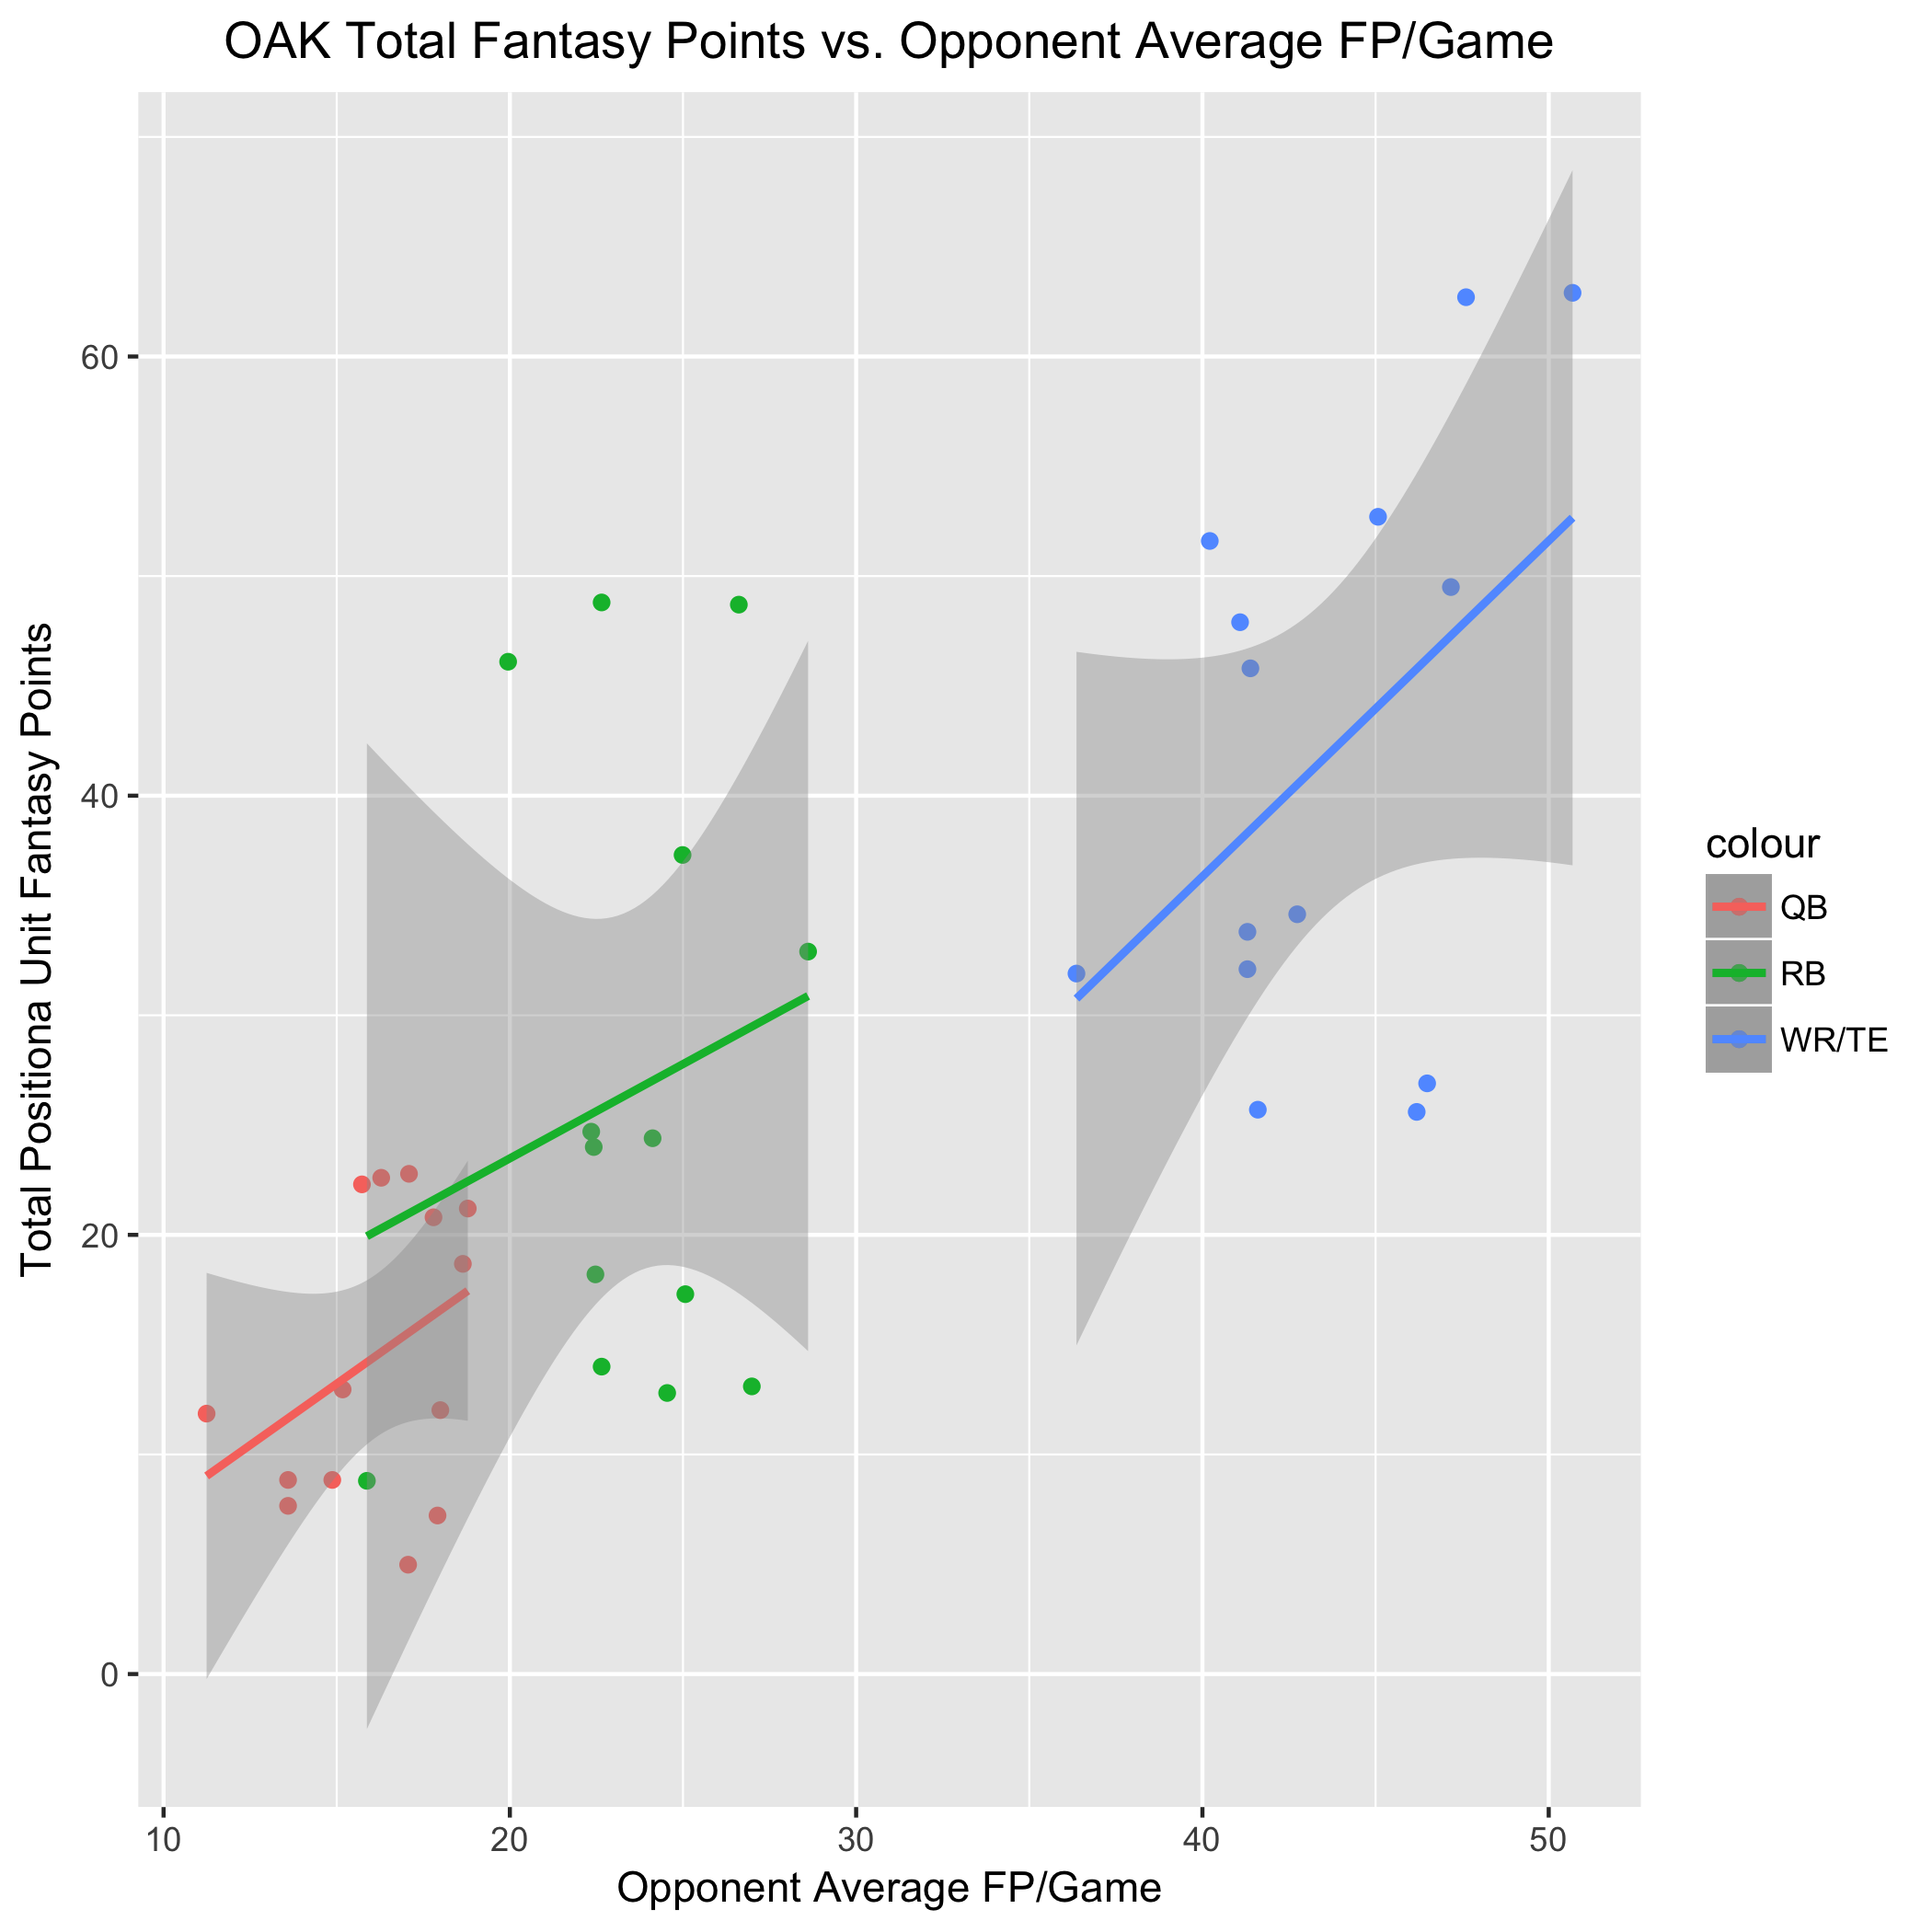 OAK Total Fantasy Points vs. Opponent Average FP/Game
Total Positiona Unit Fantasy Points
60
40
20
0
10
20
30
40
50
Opponent Average FP/Game
colour
QB
RB
WR/TE